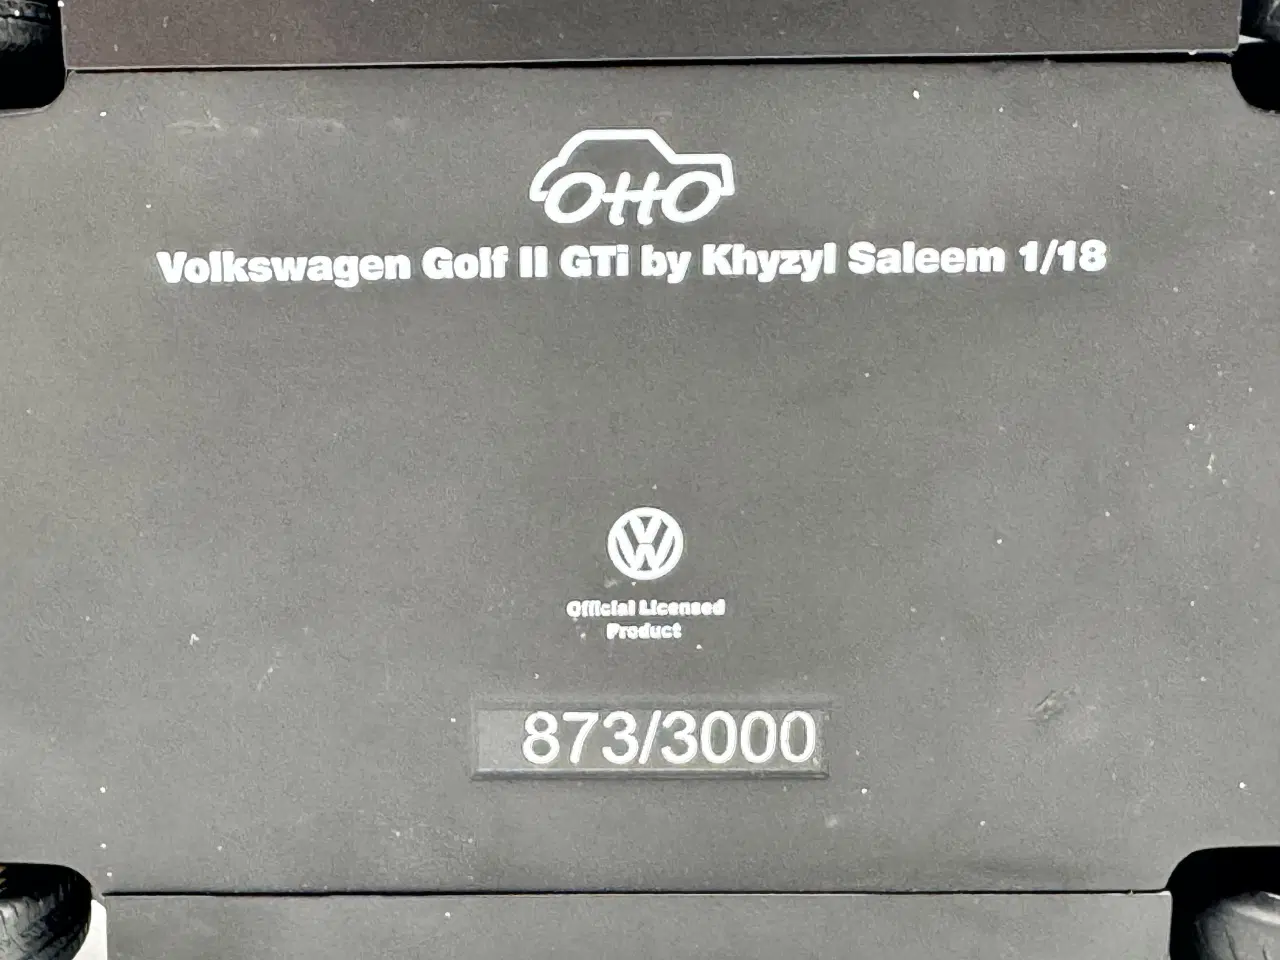 OttO
Volkswagen Golf II GTi by Khyzyl Saleem 1/18
Official Licensed
Product
873/3000